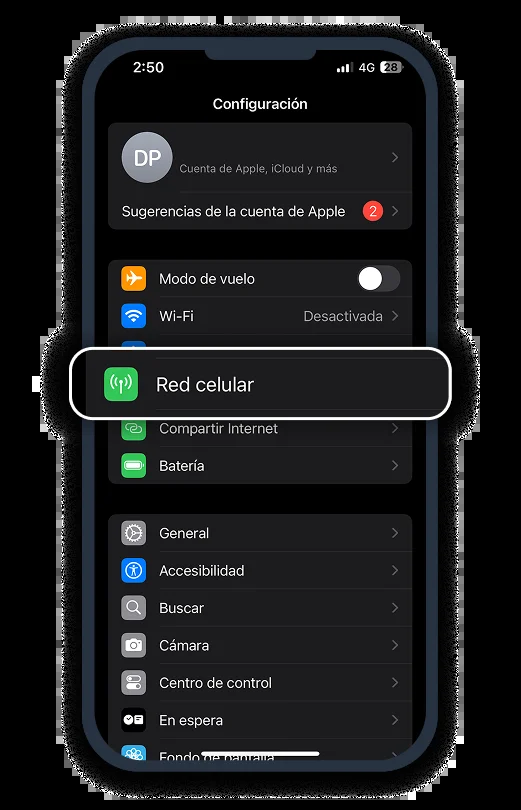 2:50 4G 28
Configuración
DP
Cuenta de Apple, iCloud y más
Sugerencias de la cuenta de Apple 2
Modo de vuelo
Wi-Fi Desactivada
Red celular
Compartir Internet
Batería
General
Accesibilidad
Buscar
Cámara
Centro de control
En espera
Fondo de pantalla